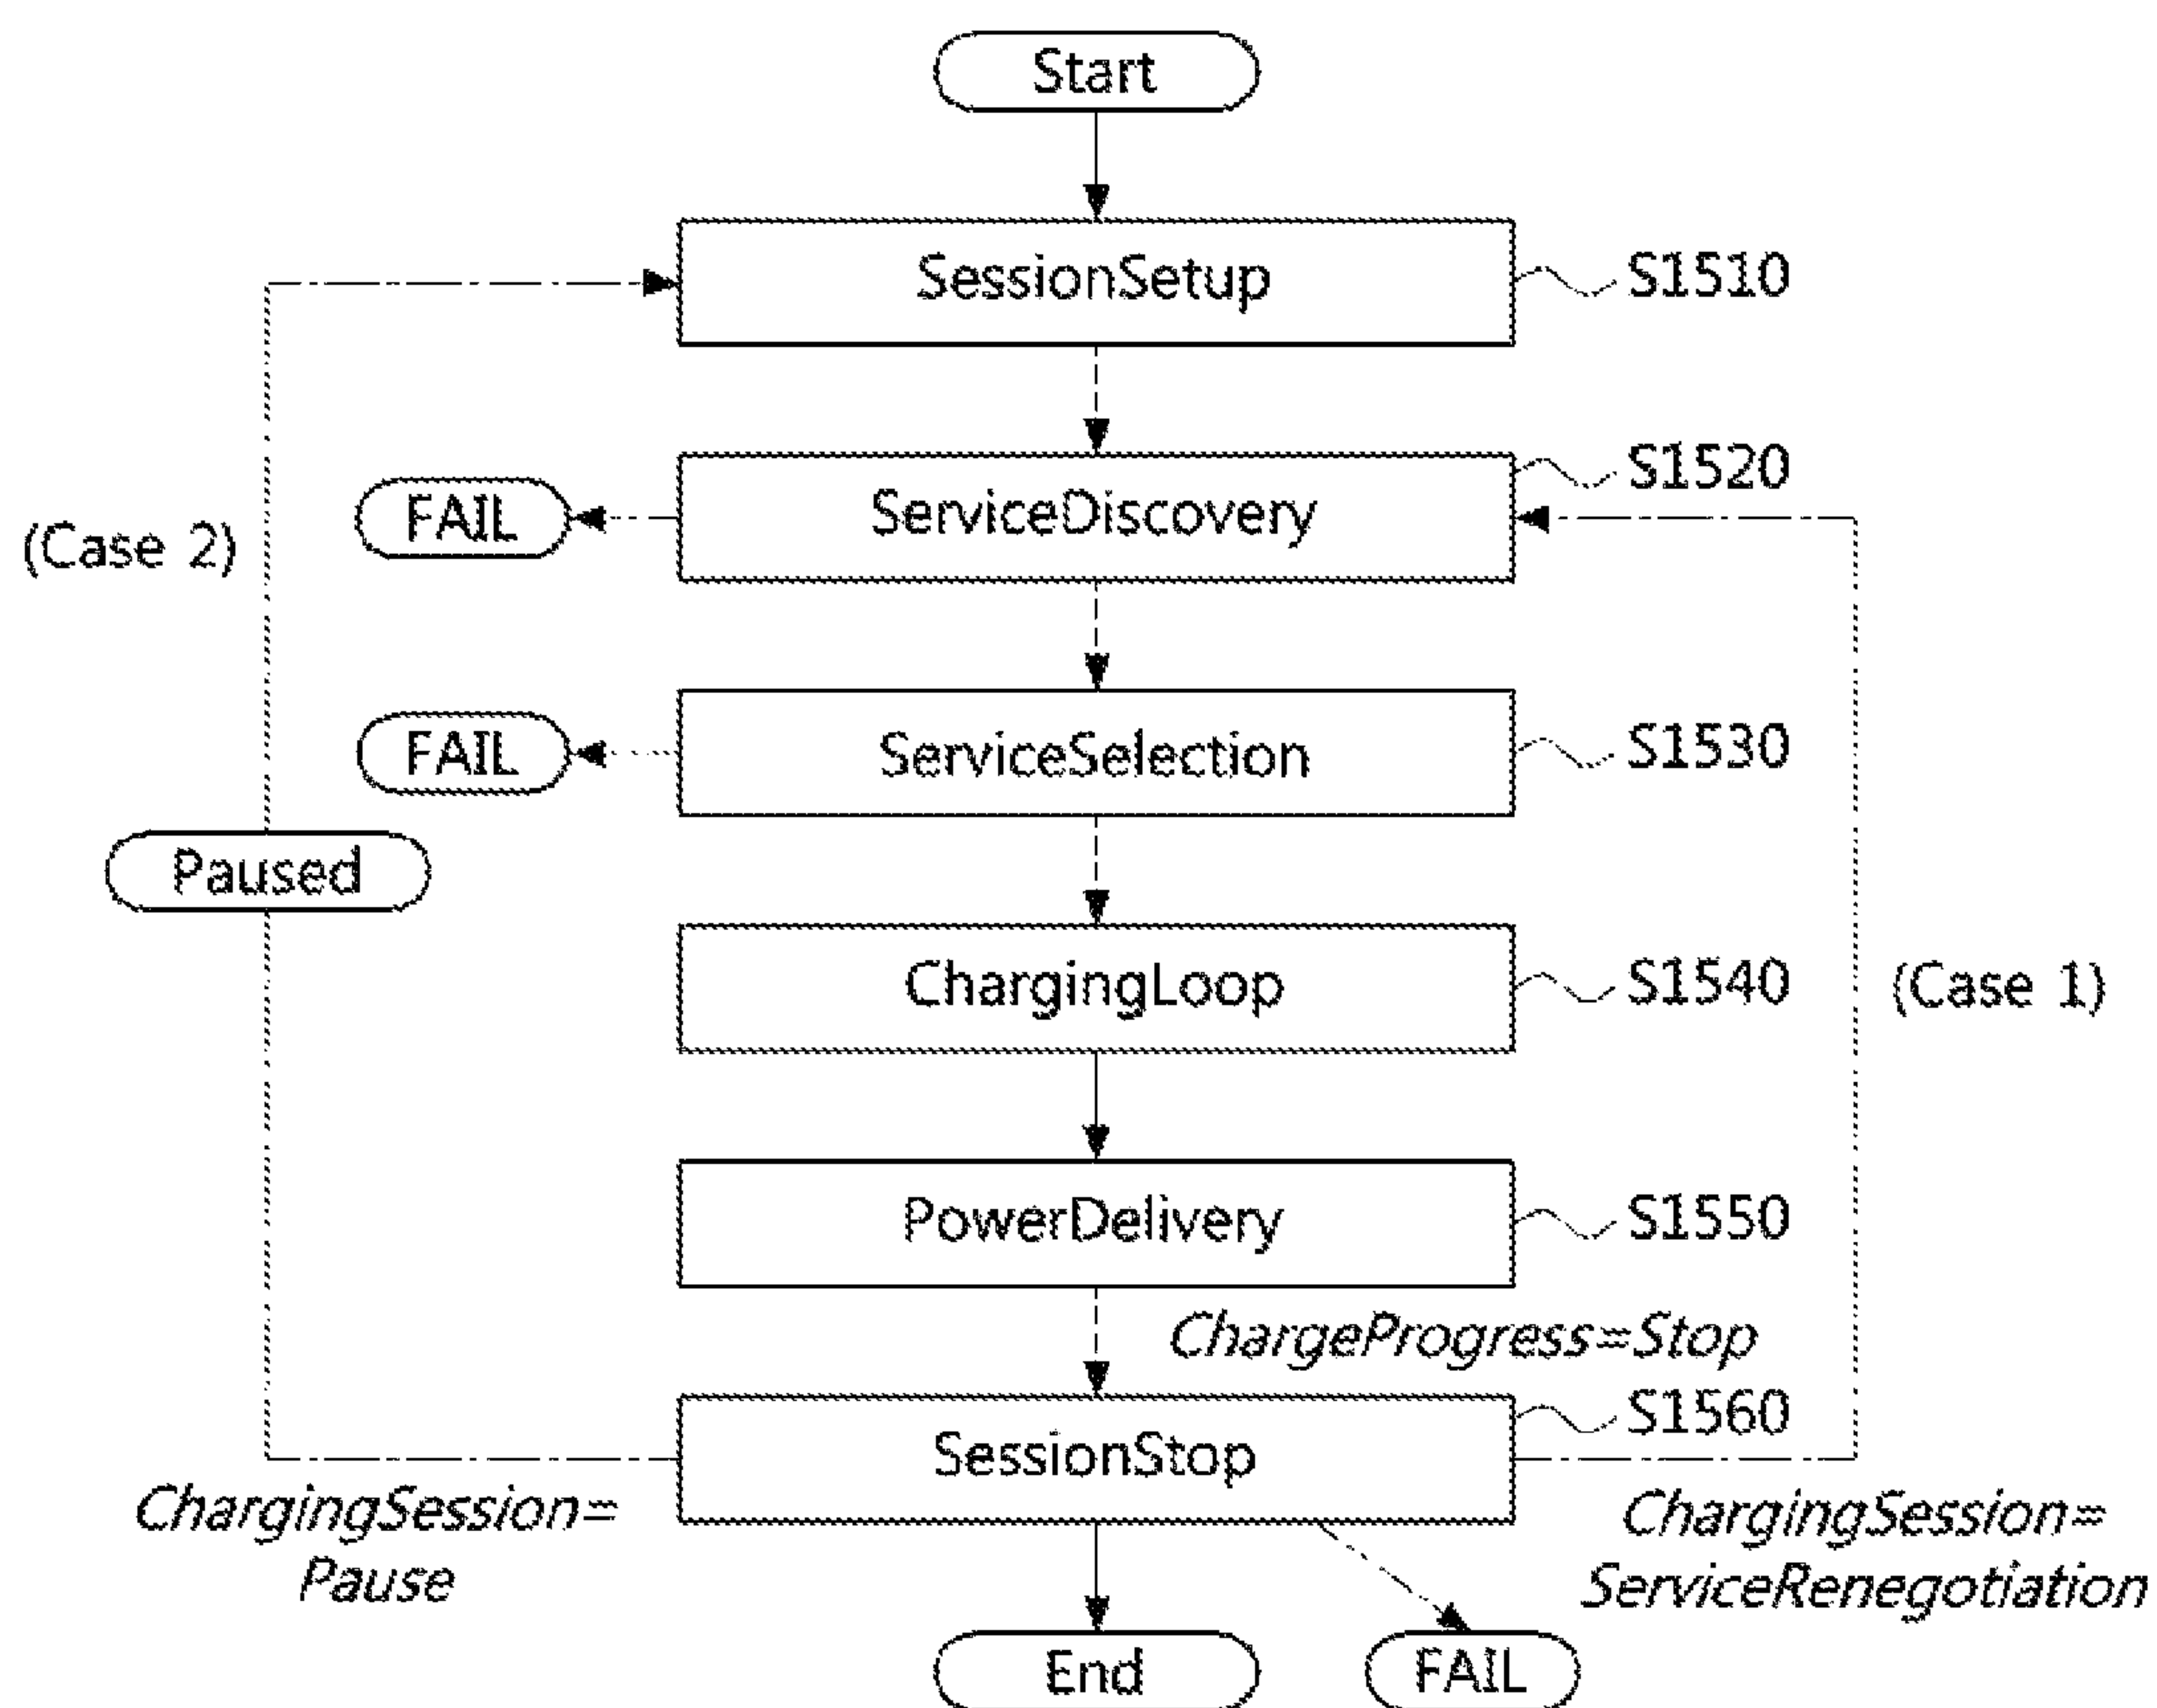 Start
SessionSetup
S1510
S1520
ServiceDiscovery
FAIL
(Case 2)
FAIL
ServiceSelection
S1530
Paused
ChargingLoop
S1540
(Case 1)
PowerDelivery
S1550
ChargeProgress=Stop
S1560
SessionStop
ChargingSession=
Pause
ChargingSession=
ServiceRenegotiation
End
FAIL